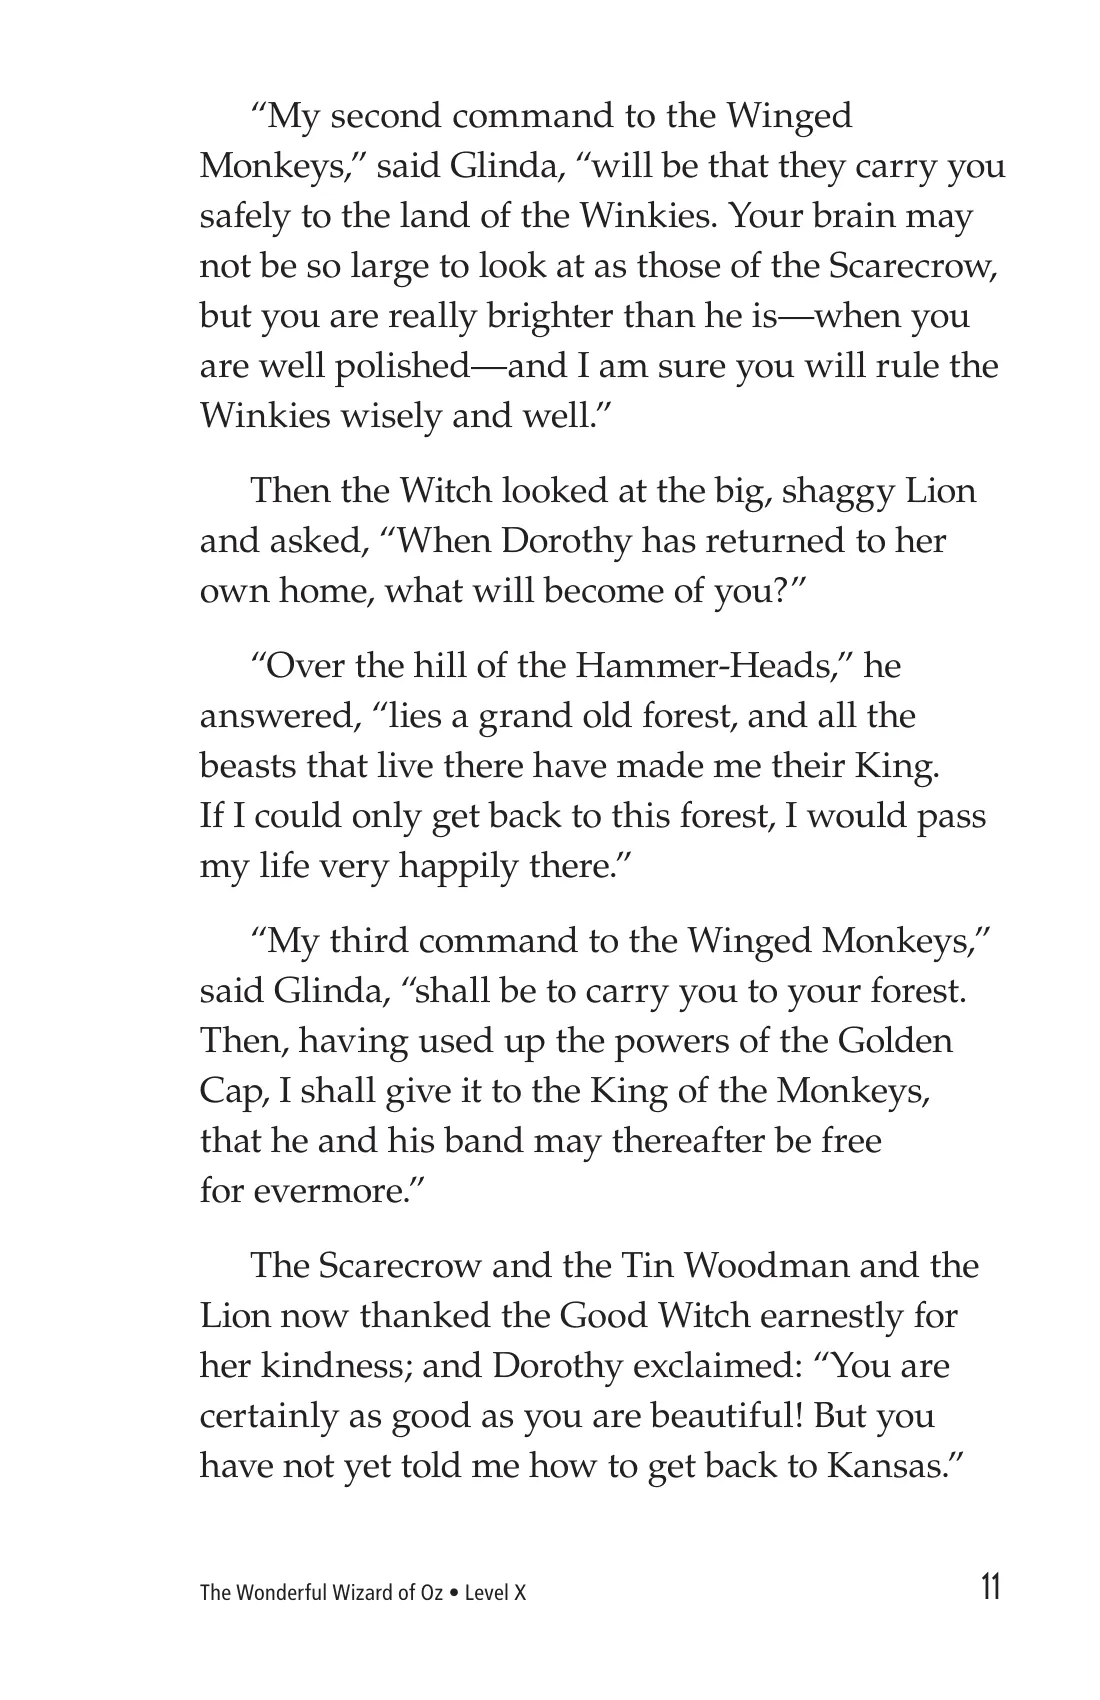 “My second command to the Winged
Monkeys,” said Glinda, “will be that they carry you
safely to the land of the Winkies. Your brain may
not be so large to look at as those of the Scarecrow,
but you are really brighter than he is—when you
are well polished—and I am sure you will rule the
Winkies wisely and well.”
Then the Witch looked at the big, shaggy Lion
and asked, “When Dorothy has returned to her
own home, what will become of you?”
“Over the hill of the Hammer-Heads,” he
answered, “lies a grand old forest, and all the
beasts that live there have made me their King.
If I could only get back to this forest, I would pass
my life very happily there.”
“My third command to the Winged Monkeys,”
said Glinda, “shall be to carry you to your forest.
Then, having used up the powers of the Golden
Cap, I shall give it to the King of the Monkeys,
that he and his band may thereafter be free
for evermore.”
The Scarecrow and the Tin Woodman and the
Lion now thanked the Good Witch earnestly for
her kindness; and Dorothy exclaimed: “You are
certainly as good as you are beautiful! But you
have not yet told me how to get back to Kansas.”
The Wonderful Wizard of Oz • Level X
11